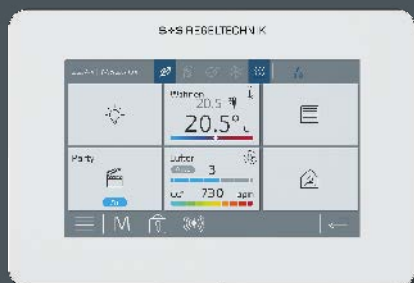 S+S REGELTECHNIK
Wohnen
20.5
20.5°
Party
Lüfter
3
730 ppm
M